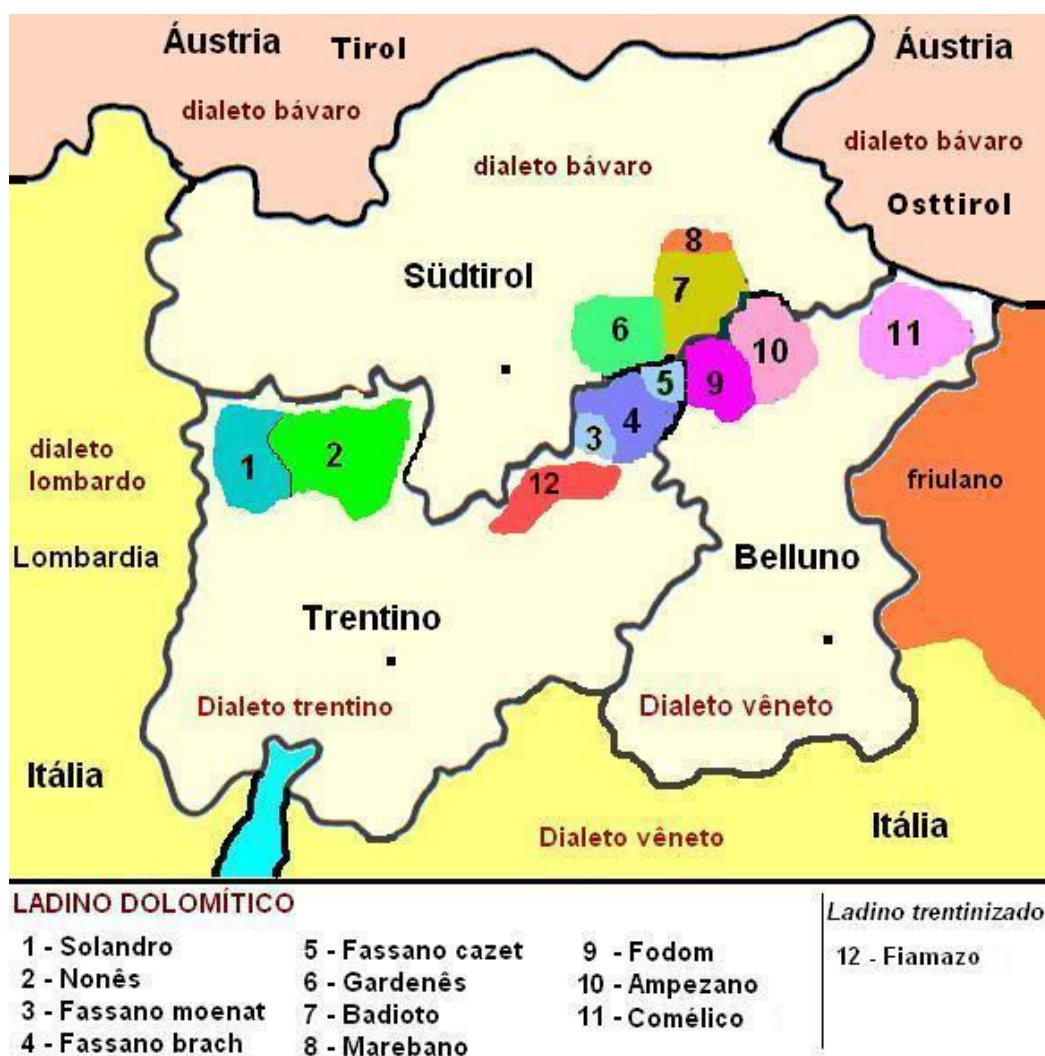 Áustria
Tirol
Áustria
dialeto bávaro
dialeto bávaro
dialeto bávaro
Osttirol
8
Südtirol
7
6
10
11
5
9
4
3
dialeto
lombardo
1
2
12
friulano
Lombardia
Belluno
Trentino
Dialeto trentino
Dialeto vêneto
Itália
Dialeto vêneto
Itália
LADINO DOLOMÍTICO
1 - Solandro
2 - Nonês
3 - Fassano moenat
4 - Fassano brach
5 - Fassano cazet
6 - Gardenês
7 - Badioto
8 - Marebano
9 - Fodom
10 - Ampezano
11 - Comélico
Ladino trentinizado
12 - Fiamazo